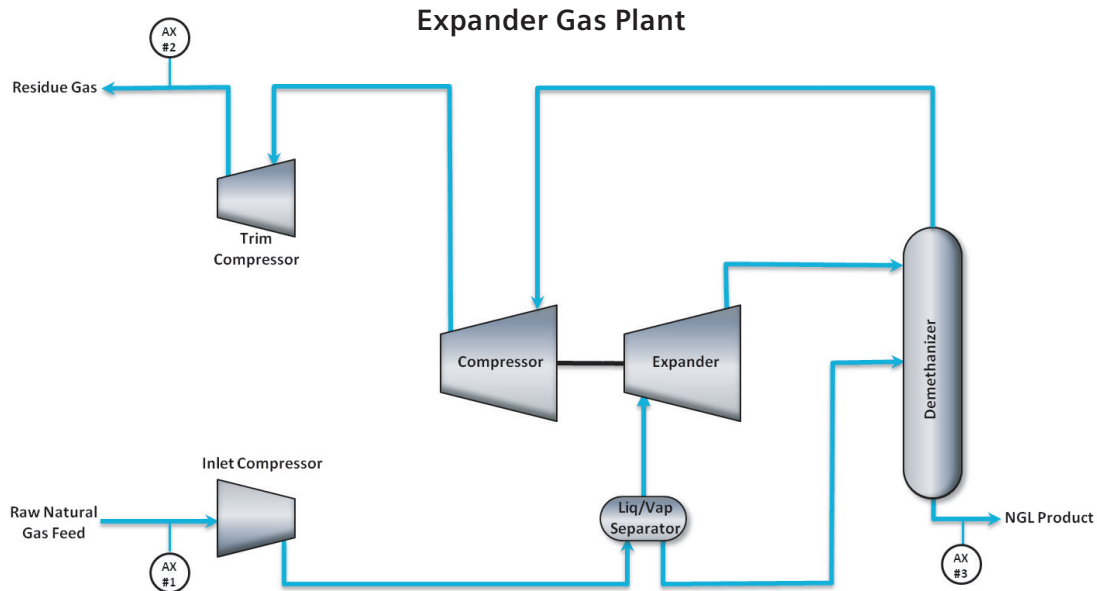 Expander Gas Plant
AX
#2
Residue Gas
Trim
Compressor
Compressor
Expander
Demethanizer
Inlet Compressor
Raw Natural
Gas Feed
AX
#1
Liq/Vap
Separator
NGL Product
AX
#3